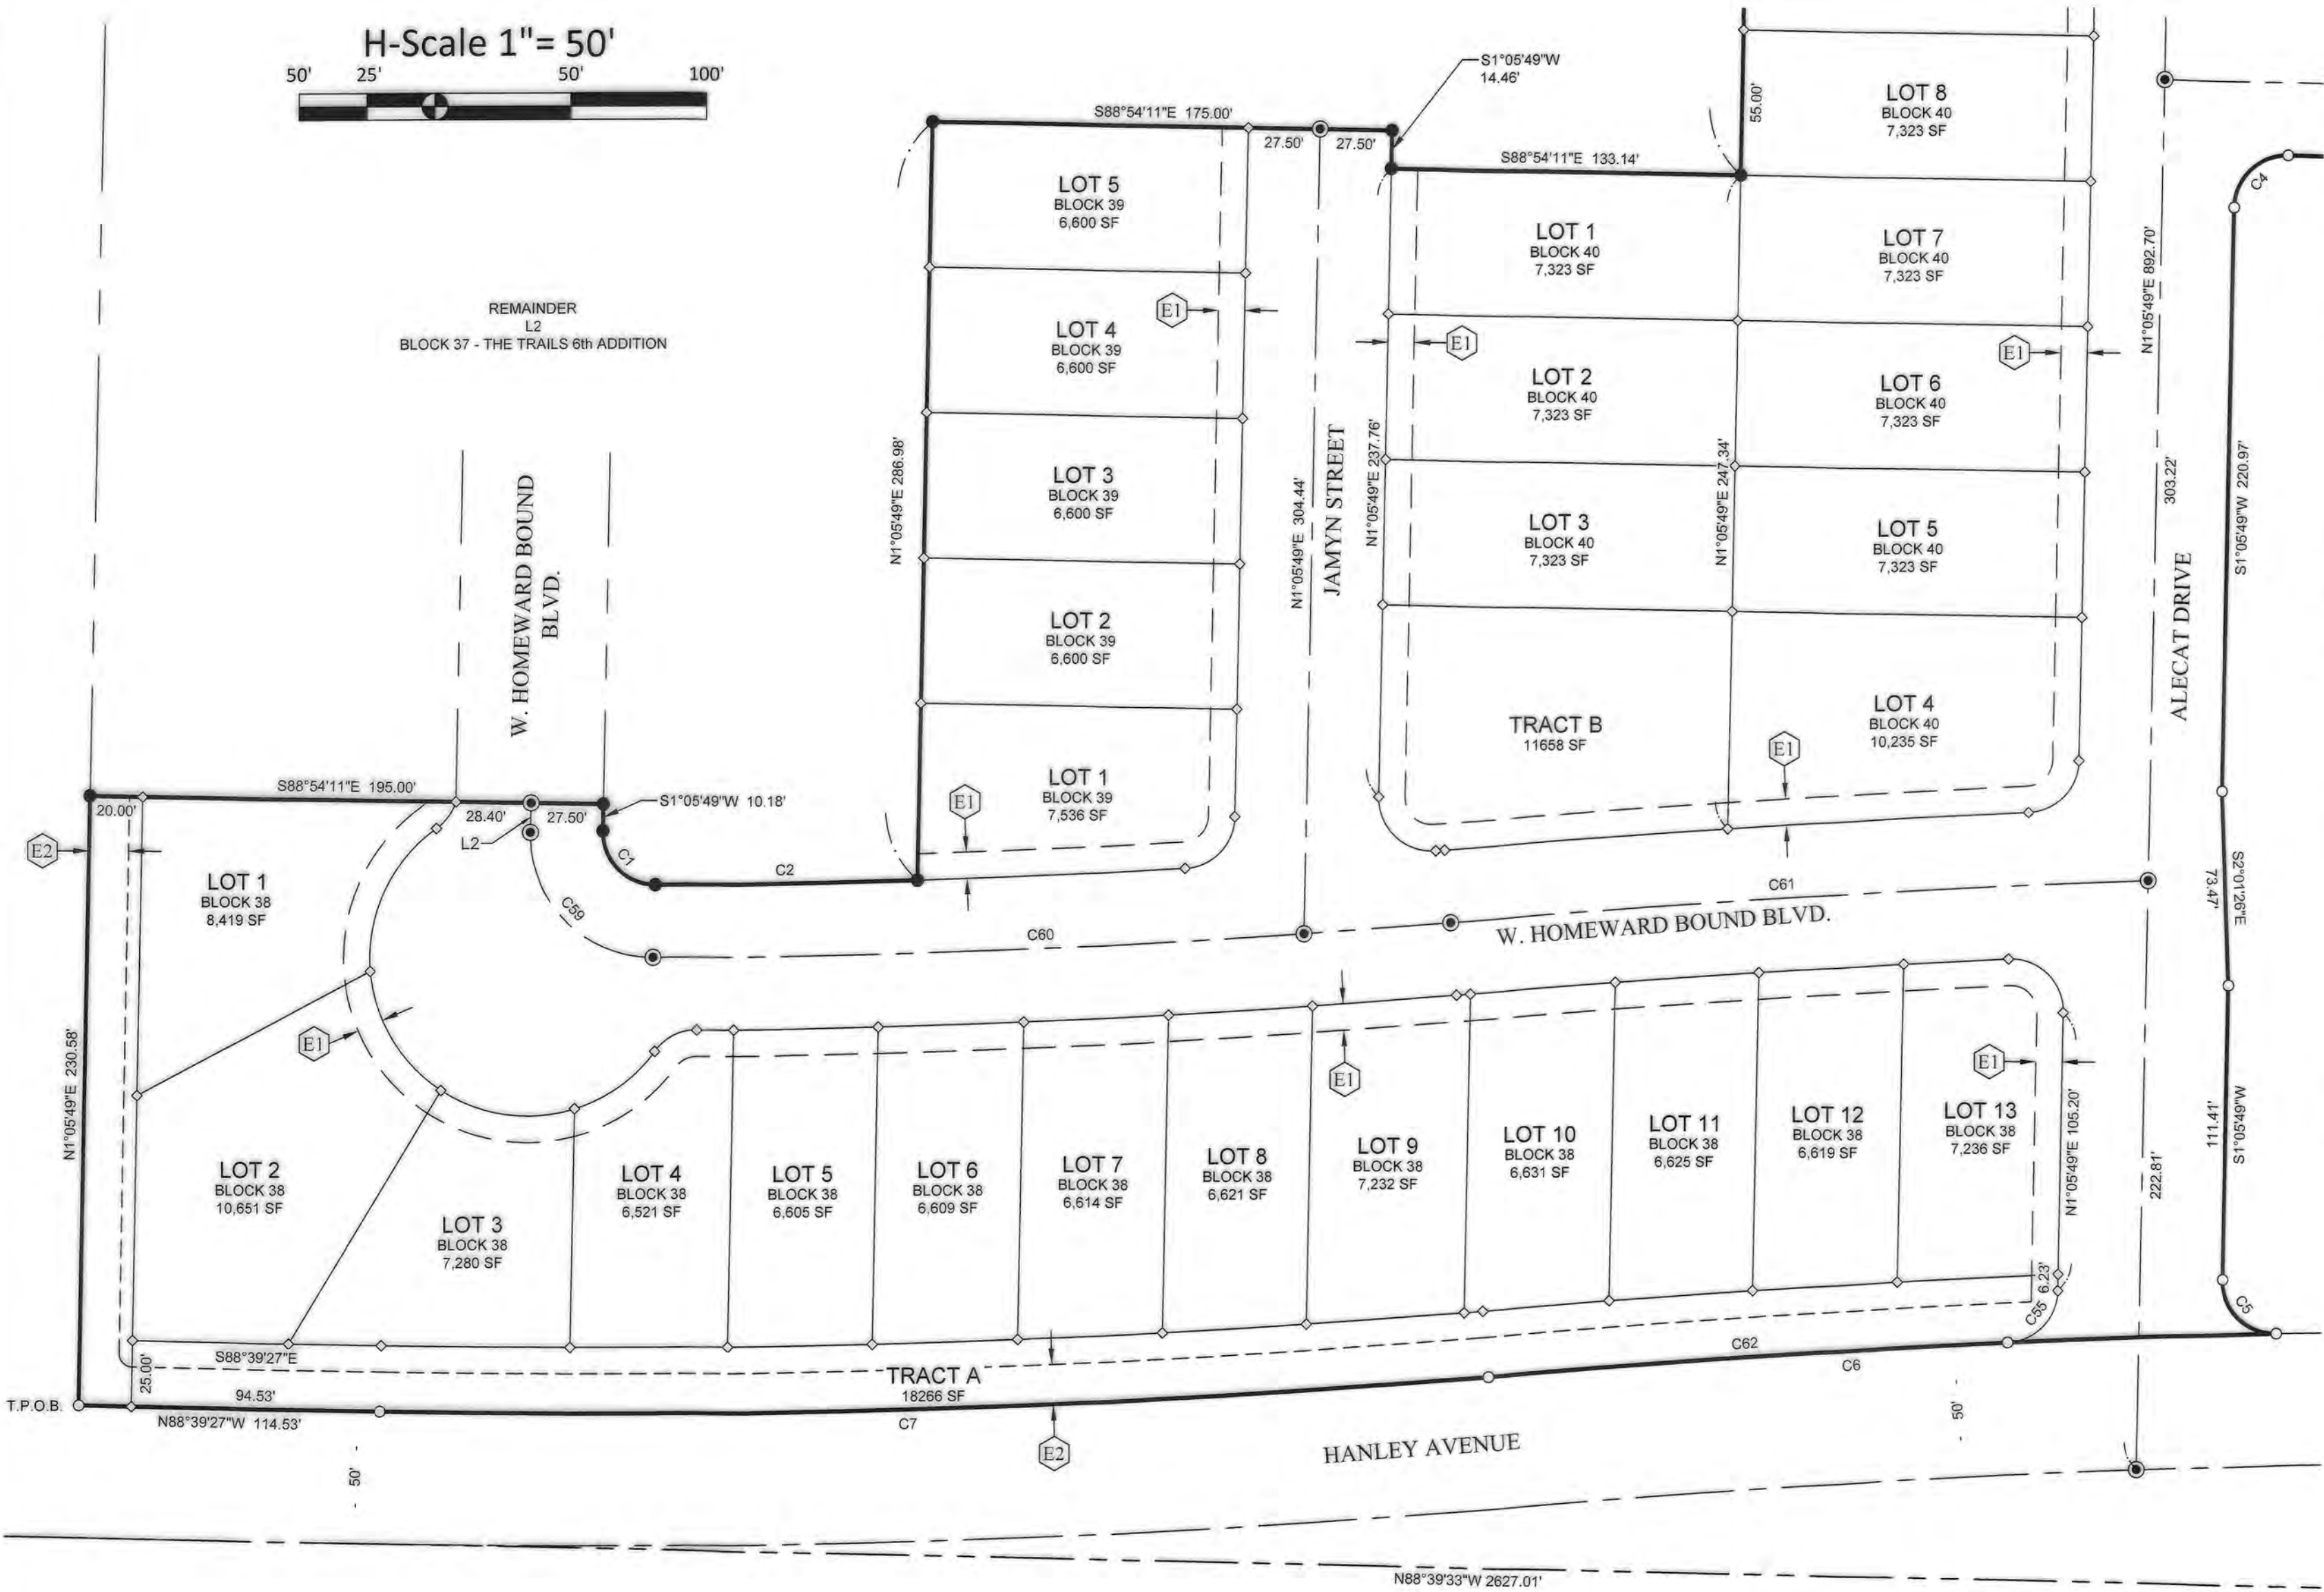 H-Scale 1"= 50'
50' 25' 50' 100'
S1°05'49"W
14.46'
S88°54'11"E 175.00'
27.50' 27.50'
S88°54'11"E 133.14'
55.00'
LOT 8
BLOCK 40
7,323 SF
C4
LOT 5
BLOCK 39
6,600 SF
LOT 1
BLOCK 40
7,323 SF
LOT 7
BLOCK 40
7,323 SF
N1°05'49"E 892.70'
REMAINDER
L2
BLOCK 37 - THE TRAILS 6th ADDITION
E1
LOT 4
BLOCK 39
6,600 SF
E1
E1
LOT 2
BLOCK 40
7,323 SF
LOT 6
BLOCK 40
7,323 SF
N1°05'49"E 286.98'
N1°05'49"E 304.44'
JAMYN STREET
N1°05'49"E 237.76'
N1°05'49"E 247.34'
303.22'
S1°05'49"W 220.97'
W. HOMEWARD BOUND
BLVD.
LOT 3
BLOCK 39
6,600 SF
LOT 3
BLOCK 40
7,323 SF
LOT 5
BLOCK 40
7,323 SF
ALECAT DRIVE
LOT 2
BLOCK 39
6,600 SF
TRACT B
11658 SF
LOT 4
BLOCK 40
10,235 SF
E1
S88°54'11"E 195.00'
20.00'
28.40' 27.50'
S1°05'49"W 10.18'
L2
LOT 1
BLOCK 39
7,536 SF
E1
E2
C1
C2
C59
C60
C61
W. HOMEWARD BOUND BLVD.
S2°01'26"E
73.47'
LOT 1
BLOCK 38
8,419 SF
E1
E1
E1
N1°05'49"E 230.58'
LOT 2
BLOCK 38
10,651 SF
LOT 3
BLOCK 38
7,280 SF
LOT 4
BLOCK 38
6,521 SF
LOT 5
BLOCK 38
6,605 SF
LOT 6
BLOCK 38
6,609 SF
LOT 7
BLOCK 38
6,614 SF
LOT 8
BLOCK 38
6,621 SF
LOT 9
BLOCK 38
7,232 SF
LOT 10
BLOCK 38
6,631 SF
LOT 11
BLOCK 38
6,625 SF
LOT 12
BLOCK 38
6,619 SF
LOT 13
BLOCK 38
7,236 SF
N1°05'49"E 105.20'
222.81'
111.41'
S1°05'49"W
6.23'
C55
C5
S88°39'27"E
25.00'
94.53'
T.P.O.B.
N88°39'27"W 114.53'
TRACT A
18266 SF
C7
C62
C6
E2
50'
50'
HANLEY AVENUE
N88°39'33"W 2627.01'